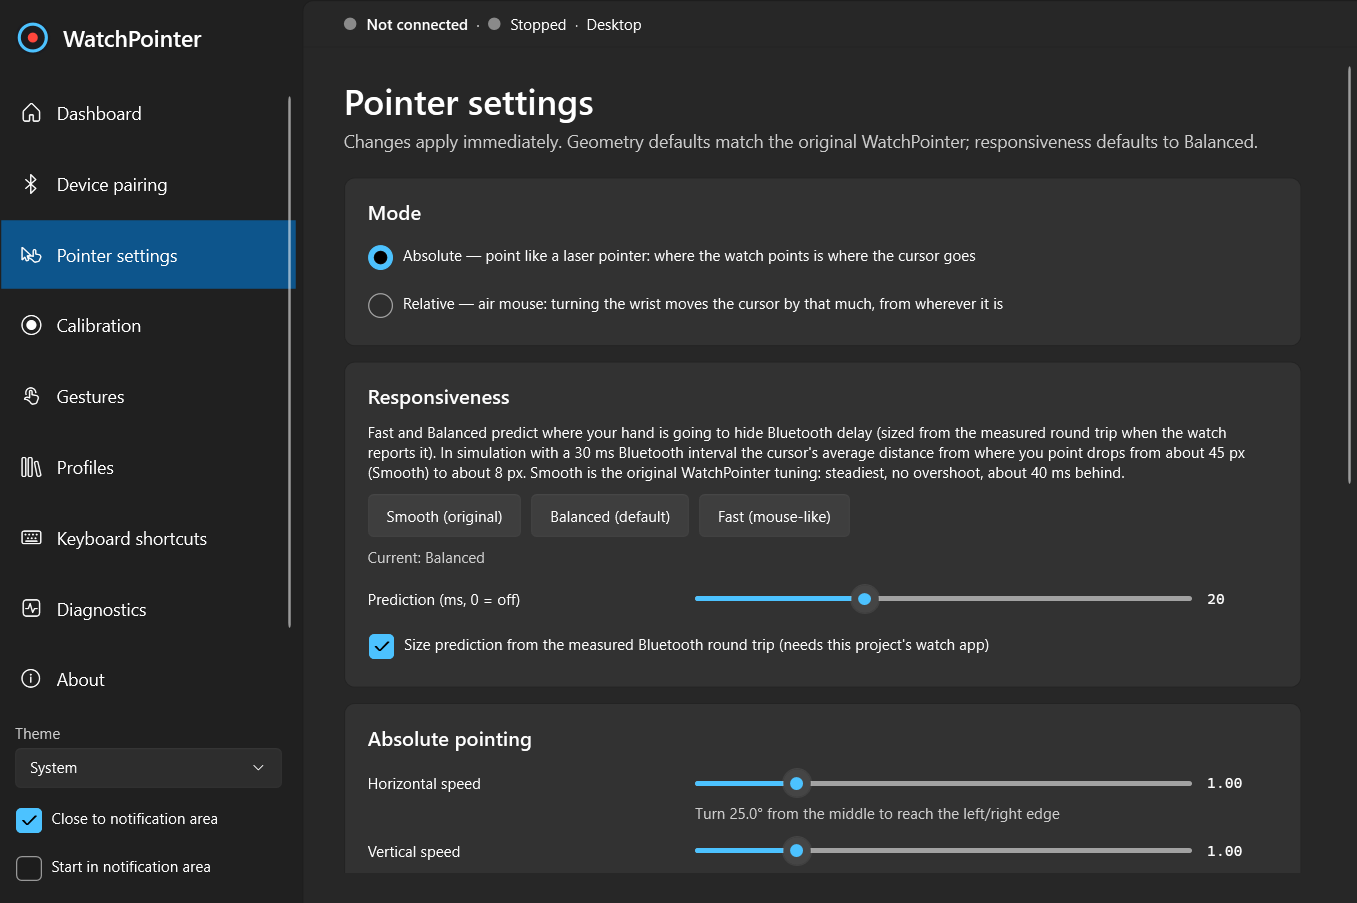 WatchPointer
Dashboard
Device pairing
Pointer settings
Calibration
Gestures
Profiles
Keyboard shortcuts
Diagnostics
About
Theme
System
Close to notification area
Start in notification area
Not connected · Stopped · Desktop
Pointer settings
Changes apply immediately. Geometry defaults match the original WatchPointer; responsiveness defaults to Balanced.
Mode
Absolute — point like a laser pointer: where the watch points is where the cursor goes
Relative — air mouse: turning the wrist moves the cursor by that much, from wherever it is
Responsiveness
Fast and Balanced predict where your hand is going to hide Bluetooth delay (sized from the measured round trip when the watch
reports it). In simulation with a 30 ms Bluetooth interval the cursor's average distance from where you point drops from about 45 px
(Smooth) to about 8 px. Smooth is the original WatchPointer tuning: steadiest, no overshoot, about 40 ms behind.
Smooth (original) Balanced (default) Fast (mouse-like)
Current: Balanced
Prediction (ms, 0 = off) 20
Size prediction from the measured Bluetooth round trip (needs this project's watch app)
Absolute pointing
Horizontal speed 1.00
Turn 25.0° from the middle to reach the left/right edge
Vertical speed 1.00